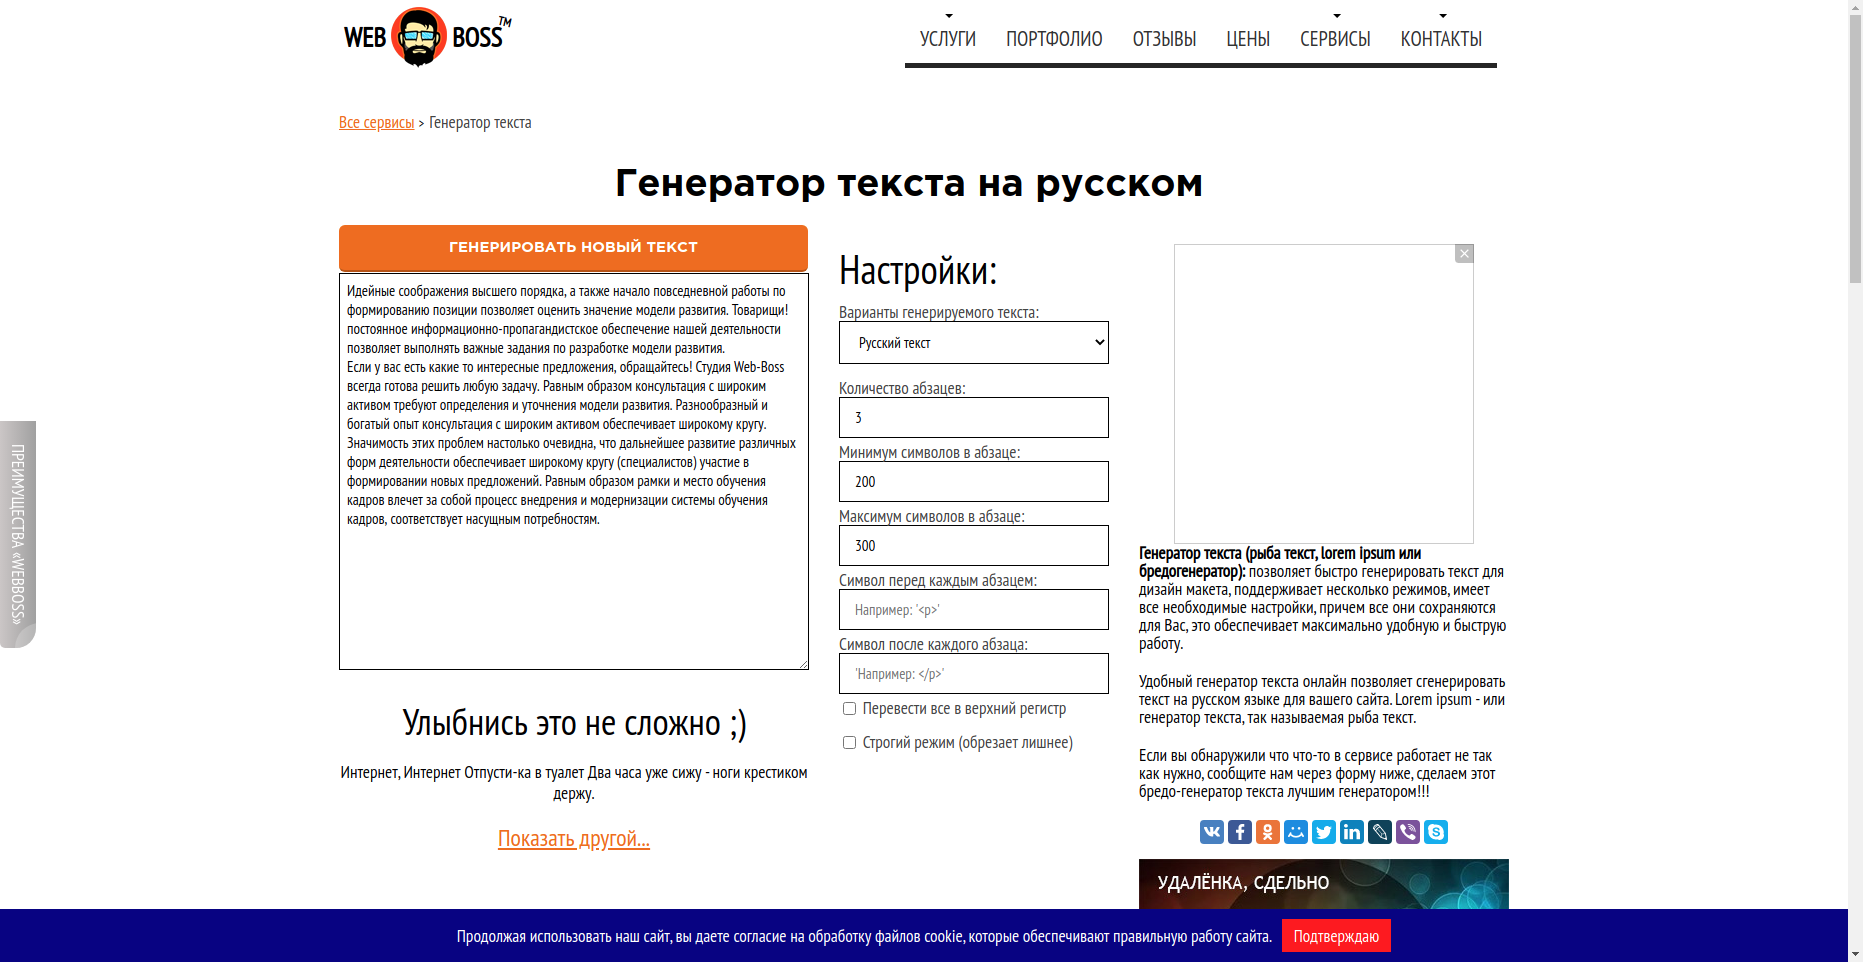 WEB BOSS TM
УСЛУГИ ПОРТФОЛИО ОТЗЫВЫ ЦЕНЫ СЕРВИСЫ КОНТАКТЫ
Все сервисы > Генератор текста
Генератор текста на русском
ГЕНЕРИРОВАТЬ НОВЫЙ ТЕКСТ
Идейные соображения высшего порядка, а также начало повседневной работы по
формированию позиции позволяет оценить значение модели развития. Товарищи!
постоянное информационно-пропагандистское обеспечение нашей деятельности
позволяет выполнять важные задания по разработке модели развития.
Если у вас есть какие то интересные предложения, обращайтесь! Студия Web-Boss
всегда готова решить любую задачу. Равным образом консультация с широким
активом требуют определения и уточнения модели развития. Разнообразный и
богатый опыт консультация с широким активом обеспечивает широкому кругу.
Значимость этих проблем настолько очевидна, что дальнейшее развитие различных
форм деятельности обеспечивает широкому кругу (специалистов) участие в
формировании новых предложений. Равным образом рамки и место обучения
кадров влечет за собой процесс внедрения и модернизации системы обучения
кадров, соответствует насущным потребностям.
Улыбнись это не сложно ;)
Интернет, Интернет Отпусти-ка в туалет Два часа уже сижу - ноги крестиком
держу.
Показать другой...
Настройки:
Варианты генерируемого текста:
Русский текст
Количество абзацев:
3
Минимум символов в абзаце:
200
Максимум символов в абзаце:
300
Символ перед каждым абзацем:
Например: '<p>'
Символ после каждого абзаца:
'Например: </p>'
Перевести все в верхний регистр
Строгий режим (обрезает лишнее)
Генератор текста (рыба текст, lorem ipsum или
бредогенератор): позволяет быстро генерировать текст для
дизайн макета, поддерживает несколько режимов, имеет
все необходимые настройки, причем все они сохраняются
для Вас, это обеспечивает максимально удобную и быструю
работу.
Удобный генератор текста онлайн позволяет сгенерировать
текст на русском языке для вашего сайта. Lorem ipsum - или
генератор текста, так называемая рыба текст.
Если вы обнаружили что что-то в сервисе работает не так
как нужно, сообщите нам через форму ниже, сделаем этот
бредо-генератор текста лучшим генератором!!!
УДАЛЁНКА, СДЕЛЬНО
ПРЕИМУЩЕСТВА «WEBBOSS»
Продолжая использовать наш сайт, вы даете согласие на обработку файлов cookie, которые обеспечивают правильную работу сайта. Подтверждаю